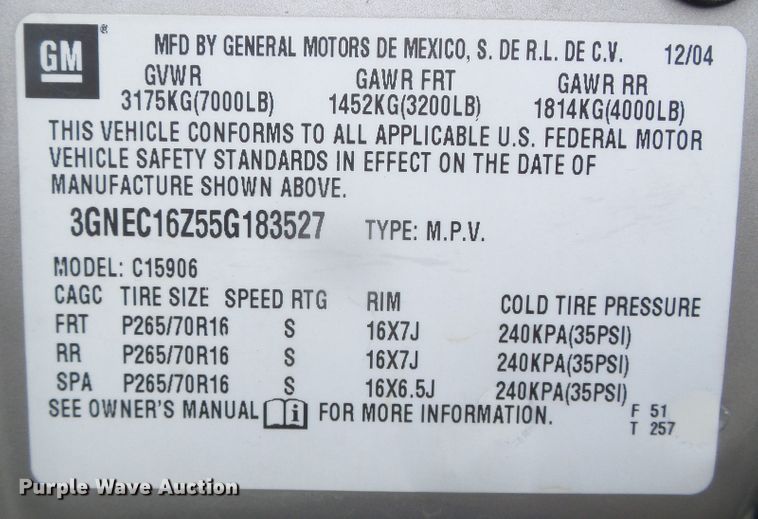 GM ®
MFD BY GENERAL MOTORS DE MEXICO, S. DE R.L. DE C.V. 12/04
GVWR GAWR FRT GAWR RR
3175KG(7000LB) 1452KG(3200LB) 1814KG(4000LB)
THIS VEHICLE CONFORMS TO ALL APPLICABLE U.S. FEDERAL MOTOR
VEHICLE SAFETY STANDARDS IN EFFECT ON THE DATE OF
MANUFACTURE SHOWN ABOVE.
3GNEC16Z55G183527 TYPE: M.P.V.
MODEL: C15906
CAGC TIRE SIZE SPEED RTG RIM COLD TIRE PRESSURE
FRT P265/70R16 S 16X7J 240KPA(35PSI)
RR P265/70R16 S 16X7J 240KPA(35PSI)
SPA P265/70R16 S 16X6.5J 240KPA(35PSI)
SEE OWNER'S MANUAL i FOR MORE INFORMATION. F 51
T 257
Purple Wave Auction